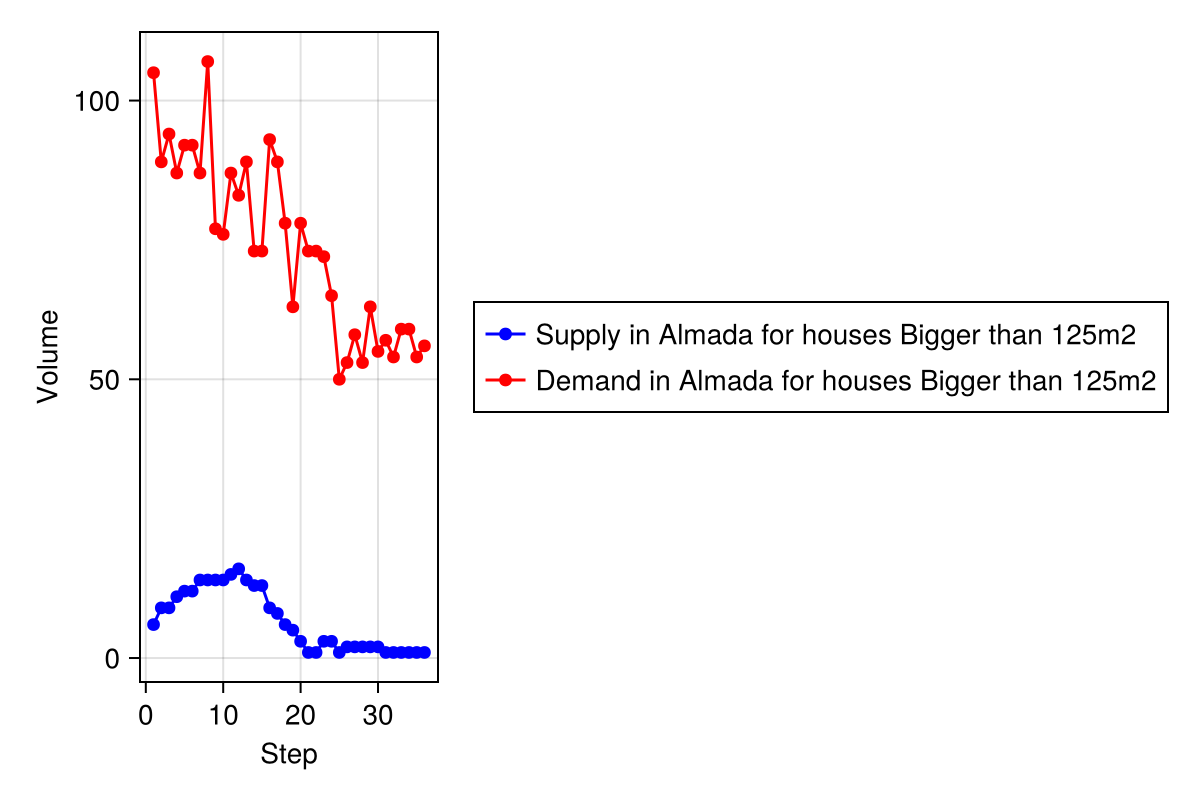 100
50
0
Volume
0 10 20 30
Step
Supply in Almada for houses Bigger than 125m2
Demand in Almada for houses Bigger than 125m2